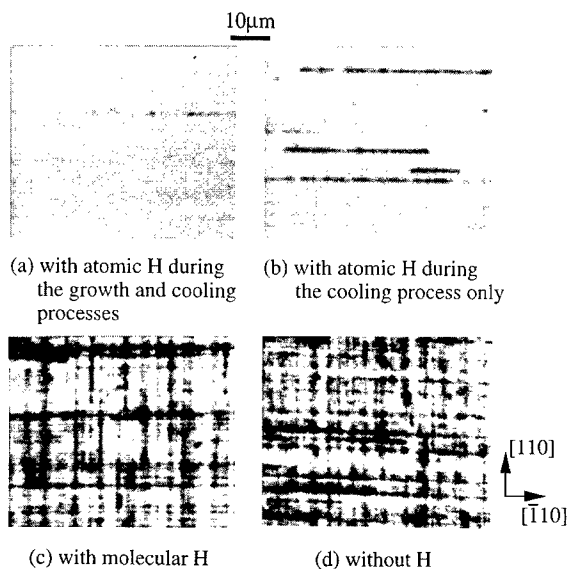 10μm
(a) with atomic H during
the growth and cooling
processes
(b) with atomic H during
the cooling process only
[110]
[1̄10]
(c) with molecular H
(d) without H